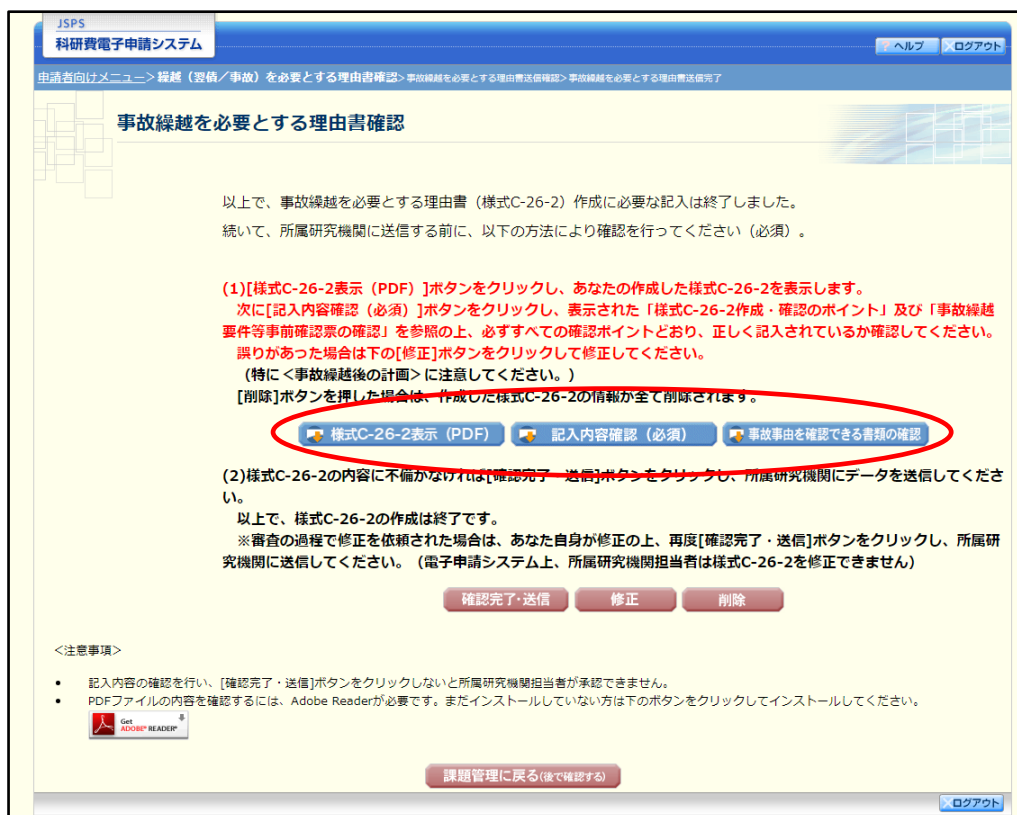 JSPS
科研費電子申請システム
? ヘルプ
×ログアウト
申請者向けメニュー>繰越（翌債／事故）を必要とする理由書確認>事故繰越を必要とする理由書送信確認>事故繰越を必要とする理由書送信完了
事故繰越を必要とする理由書確認
以上で、事故繰越を必要とする理由書（様式C-26-2）作成に必要な記入は終了しました。
続いて、所属研究機関に送信する前に、以下の方法により確認を行ってください（必須）。
(1)[様式C-26-2表示（PDF）]ボタンをクリックし、あなたの作成した様式C-26-2を表示します。
次に[記入内容確認（必須）]ボタンをクリックし、表示された「様式C-26-2作成・確認のポイント」及び「事故繰越
要件等事前確認票の確認」を参照の上、必ずすべての確認ポイントどおり、正しく記入されているか確認してください。
誤りがあった場合は下の[修正]ボタンをクリックして修正してください。
（特に＜事故繰越後の計画＞に注意してください。）
[削除]ボタンを押した場合は、作成した様式C-26-2の情報が全て削除されます。
様式C-26-2表示（PDF）
記入内容確認（必須）
事故事由を確認できる書類の確認
(2)様式C-26-2の内容に不備がなければ[確認完了・送信]ボタンをクリックし、所属研究機関にデータを送信してくださ
い。
以上で、様式C-26-2の作成は終了です。
※審査の過程で修正を依頼された場合は、あなた自身が修正の上、再度[確認完了・送信]ボタンをクリックし、所属研
究機関に送信してください。（電子申請システム上、所属研究機関担当者は様式C-26-2を修正できません）
確認完了・送信
修正
削除
＜注意事項＞
• 記入内容の確認を行い、[確認完了・送信]ボタンをクリックしないと所属研究機関担当者が承認できません。
• PDFファイルの内容を確認するには、Adobe Readerが必要です。まだインストールしていない方は下のボタンをクリックしてインストールしてください。
Get
ADOBE® READER®
課題管理に戻る(後で確認する)
×ログアウト